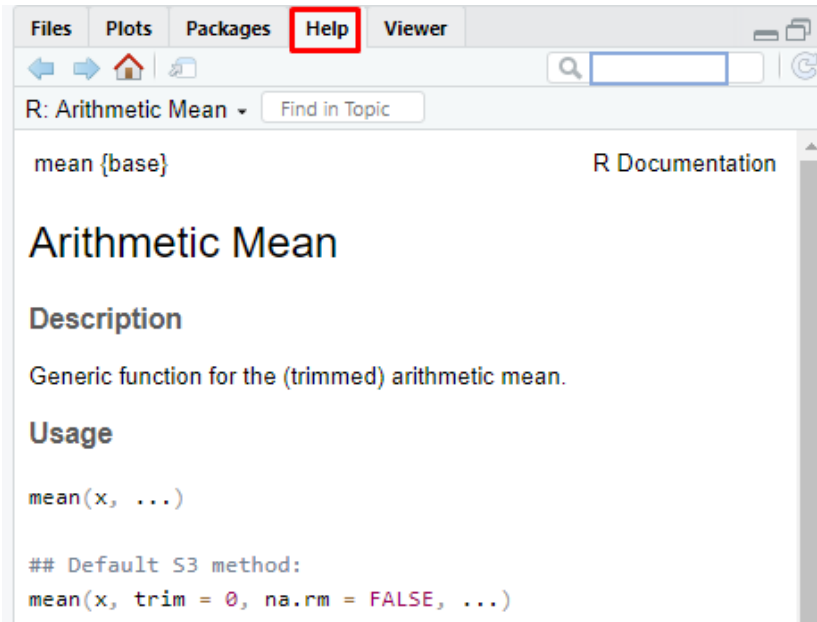 Files Plots Packages Help Viewer
R: Arithmetic Mean Find in Topic
mean {base} R Documentation
Arithmetic Mean
Description
Generic function for the (trimmed) arithmetic mean.
Usage
mean(x, ...)
## Default S3 method:
mean(x, trim = 0, na.rm = FALSE, ...)